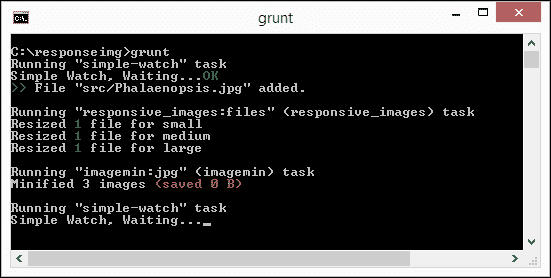 grunt
C:\responseimg>grunt
Running "simple-watch" task
Simple Watch, Waiting...OK
>> File "src/Phalaenopsis.jpg" added.
Running "responsive_images:files" (responsive_images) task
Resized 1 file for small
Resized 1 file for medium
Resized 1 file for large
Running "imagemin:jpg" (imagemin) task
Minified 3 images (saved 0 B)
Running "simple-watch" task
Simple Watch, Waiting..._